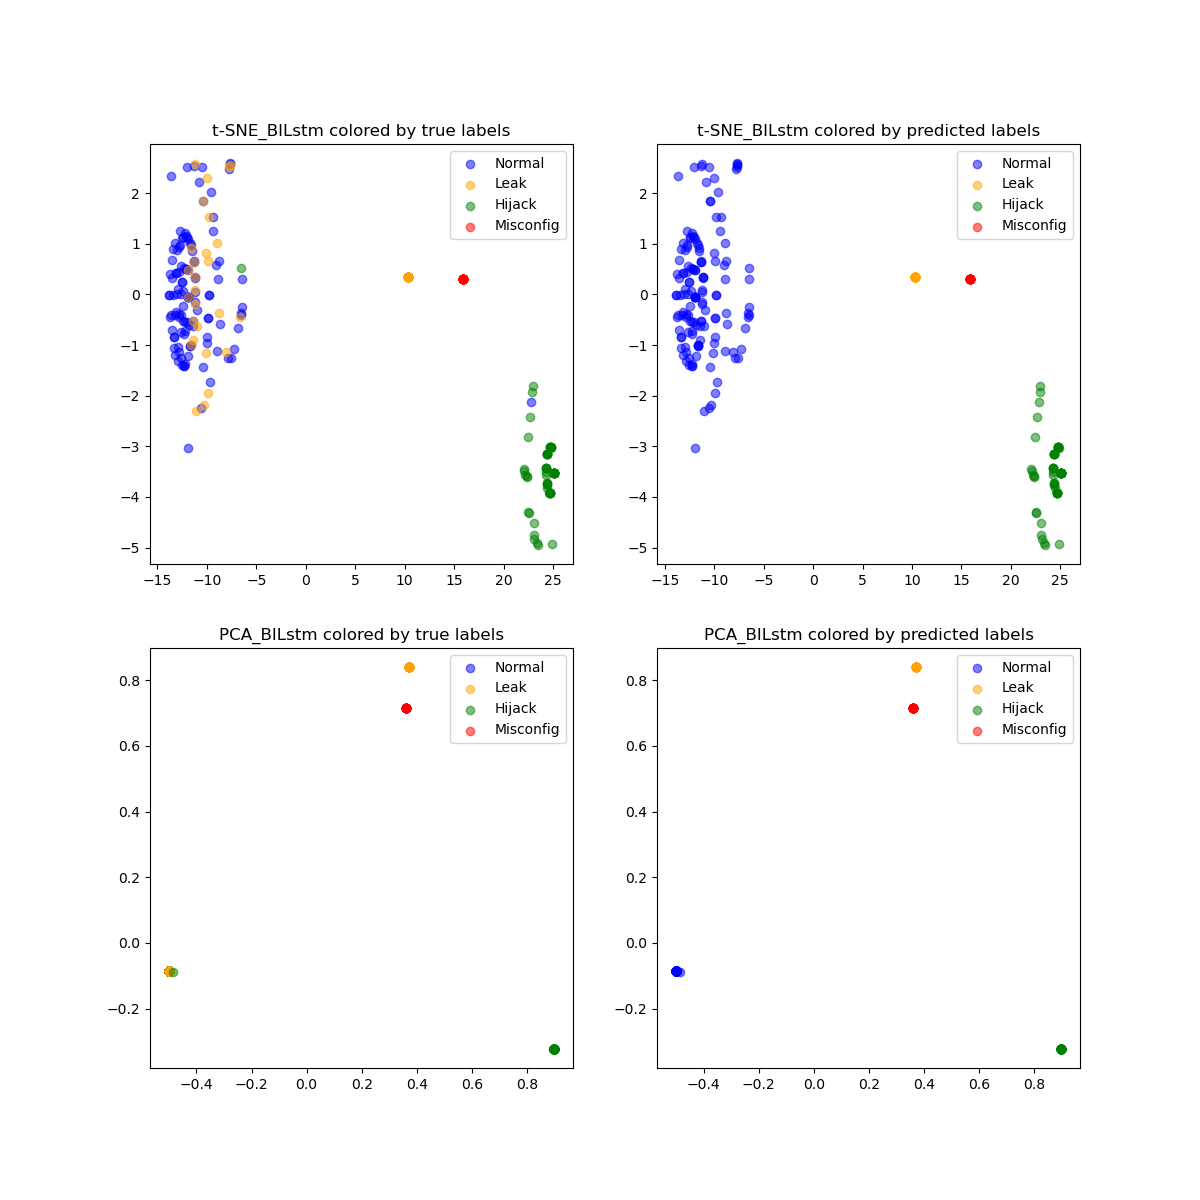 t-SNE_BILstm colored by true labels
Normal
Leak
Hijack
Misconfig
2
1
0
−1
−2
−3
−4
−5
−15 −10 −5 0 5 10 15 20 25
t-SNE_BILstm colored by predicted labels
Normal
Leak
Hijack
Misconfig
2
1
0
−1
−2
−3
−4
−5
−15 −10 −5 0 5 10 15 20 25
PCA_BILstm colored by true labels
Normal
Leak
Hijack
Misconfig
0.8
0.6
0.4
0.2
0.0
−0.2
−0.4 −0.2 0.0 0.2 0.4 0.6 0.8
PCA_BILstm colored by predicted labels
Normal
Leak
Hijack
Misconfig
0.8
0.6
0.4
0.2
0.0
−0.2
−0.4 −0.2 0.0 0.2 0.4 0.6 0.8